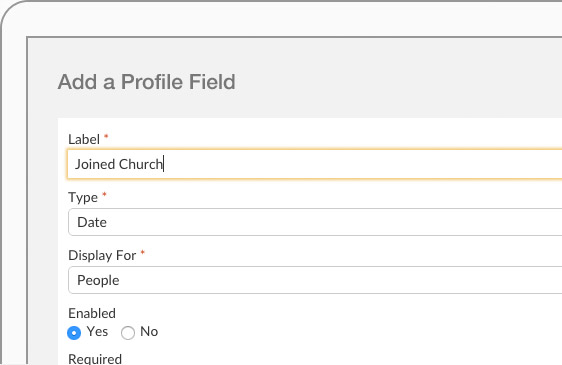 Add a Profile Field
Label *
Joined Church
Type *
Date
Display For *
People
Enabled
Yes No
Required